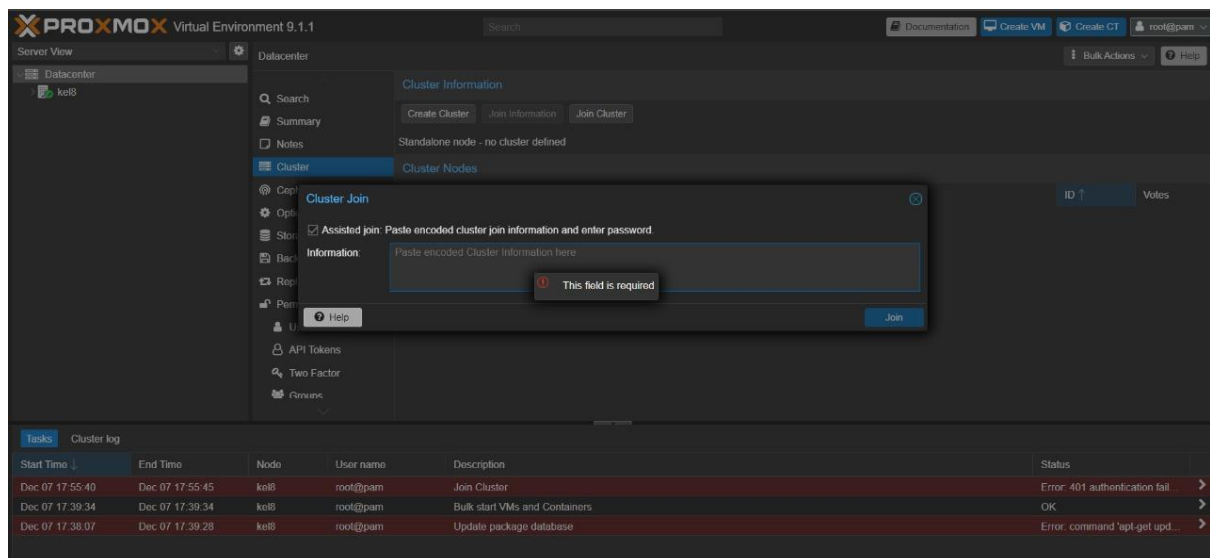 PROXMOX Virtual Environment 9.1.1 Search Documentation Create VM Create CT root@pam
Server View Datacenter Bulk Actions Help
Datacenter
kel8
Search
Summary
Notes
Cluster
Cluster Information
Create Cluster Join Information Join Cluster
Standalone node - no cluster defined
Cluster Nodes
ID Votes
Cluster Join
Assisted join: Paste encoded cluster join information and enter password.
Information: Paste encoded Cluster Information here
This field is required
Help Join
API Tokens
Two Factor
Groups
Tasks Cluster log
Start Time End Time Node User name Description Status
Dec 07 17:55:40 Dec 07 17:55:45 kel8 root@pam Join Cluster Error: 401 authentication fail...
Dec 07 17:39:34 Dec 07 17:39:34 kel8 root@pam Bulk start VMs and Containers OK
Dec 07 17:38:07 Dec 07 17:39:28 kel8 root@pam Update package database Error: command 'apt-get upd...